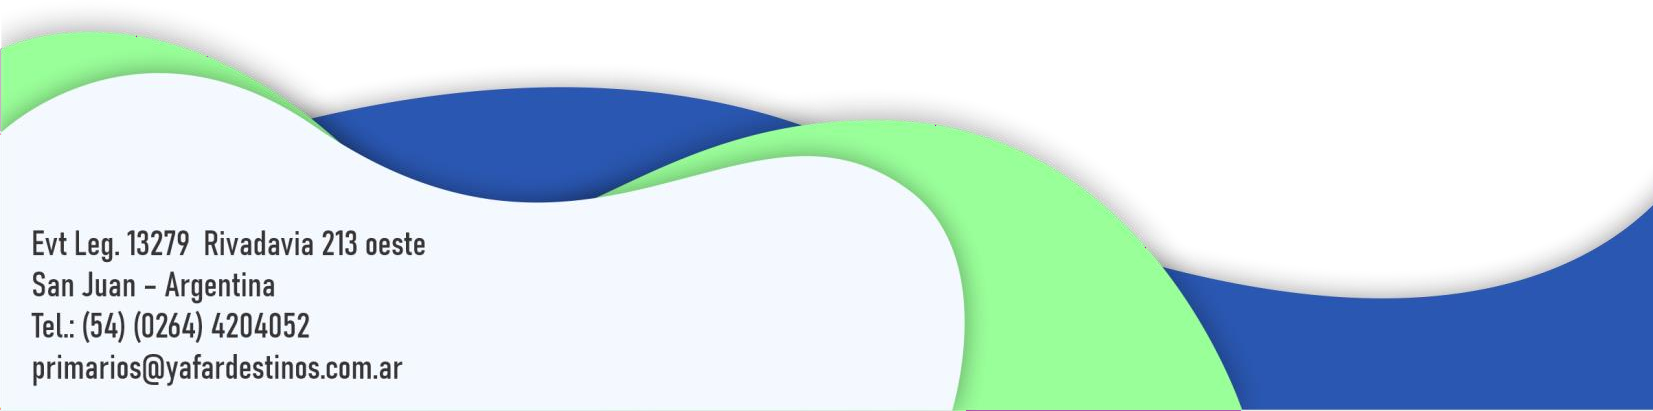 Evt Leg. 13279  Rivadavia 213 oeste
San Juan - Argentina
Tel.: (54) (0264) 4204052
primarios@yafardestinos.com.ar